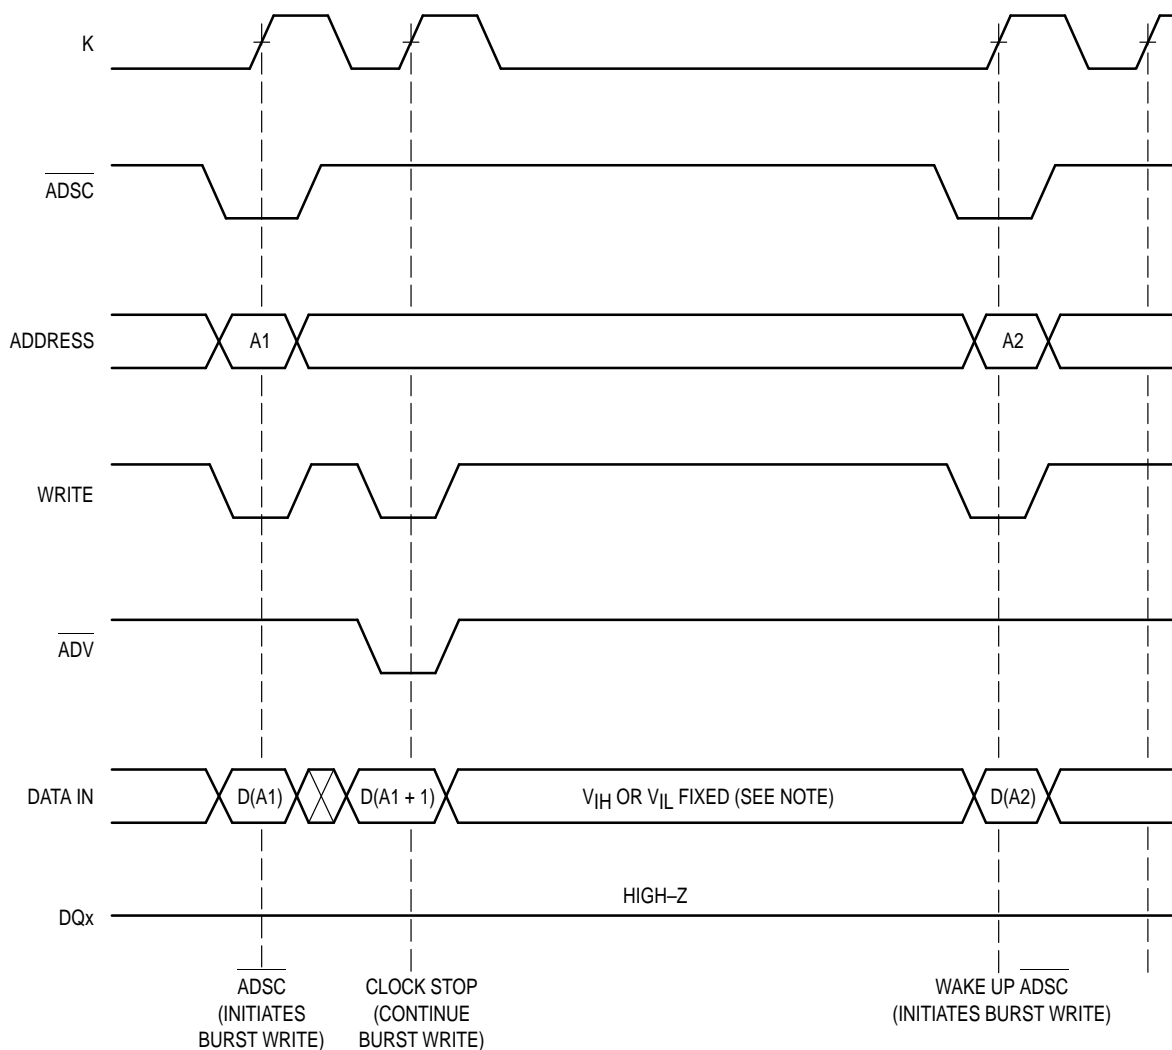 K
ADSC
ADDRESS
A1
A2
WRITE
ADV
DATA IN
D(A1)
D(A1 + 1)
VIH OR VIL FIXED (SEE NOTE)
D(A2)
HIGH–Z
DQx
ADSC
(INITIATES
BURST WRITE)
CLOCK STOP
(CONTINUE
BURST WRITE)
WAKE UP ADSC
(INITIATES BURST WRITE)